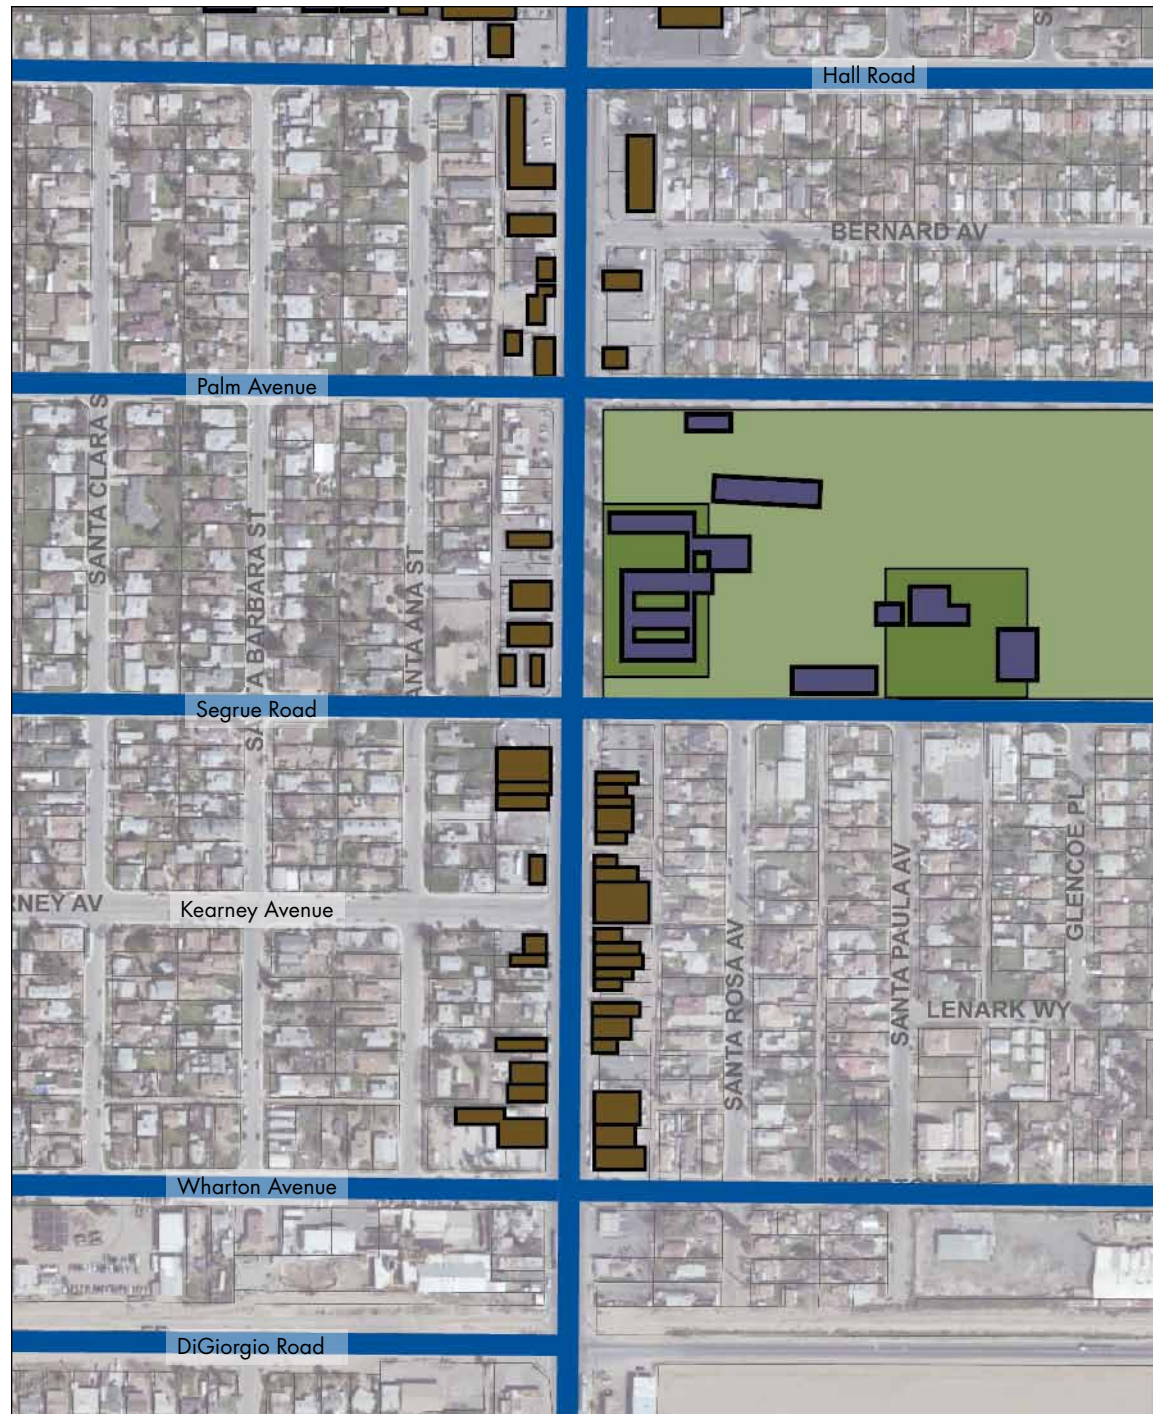 Hall Road
BERNARD AV
Palm Avenue
SANTA CLARA S
BARBARA ST
ANTA ANA ST
Segrue Road
RNEY AV
Kearney Avenue
SANTA ROSA AV
SANTA PAULA AV
GLENCOE PL
LENARK WY
Wharton Avenue
DiGiorgio Road